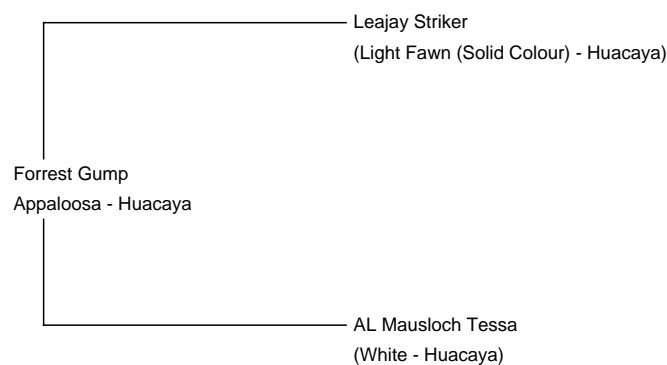 Leajay Striker
(Light Fawn (Solid Colour) - Huacaya)
Forrest Gump
Appaloosa - Huacaya
AL Mausloch Tessa
(White - Huacaya)